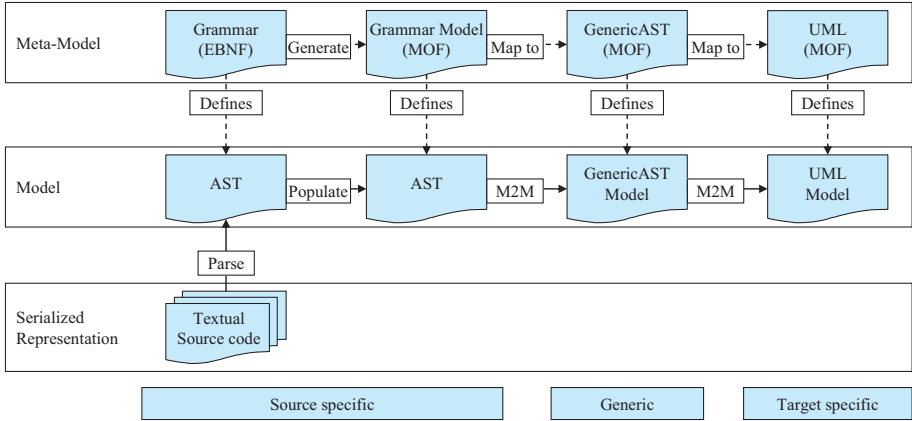 Meta-Model
Grammar
(EBNF)
Generate
Grammar Model
(MOF)
Map to
GenericAST
(MOF)
Map to
UML
(MOF)
Defines
Defines
Defines
Defines
Model
AST
Populate
AST
M2M
GenericAST
Model
M2M
UML
Model
Parse
Serialized
Representation
Textual
Source code
Source specific
Generic
Target specific